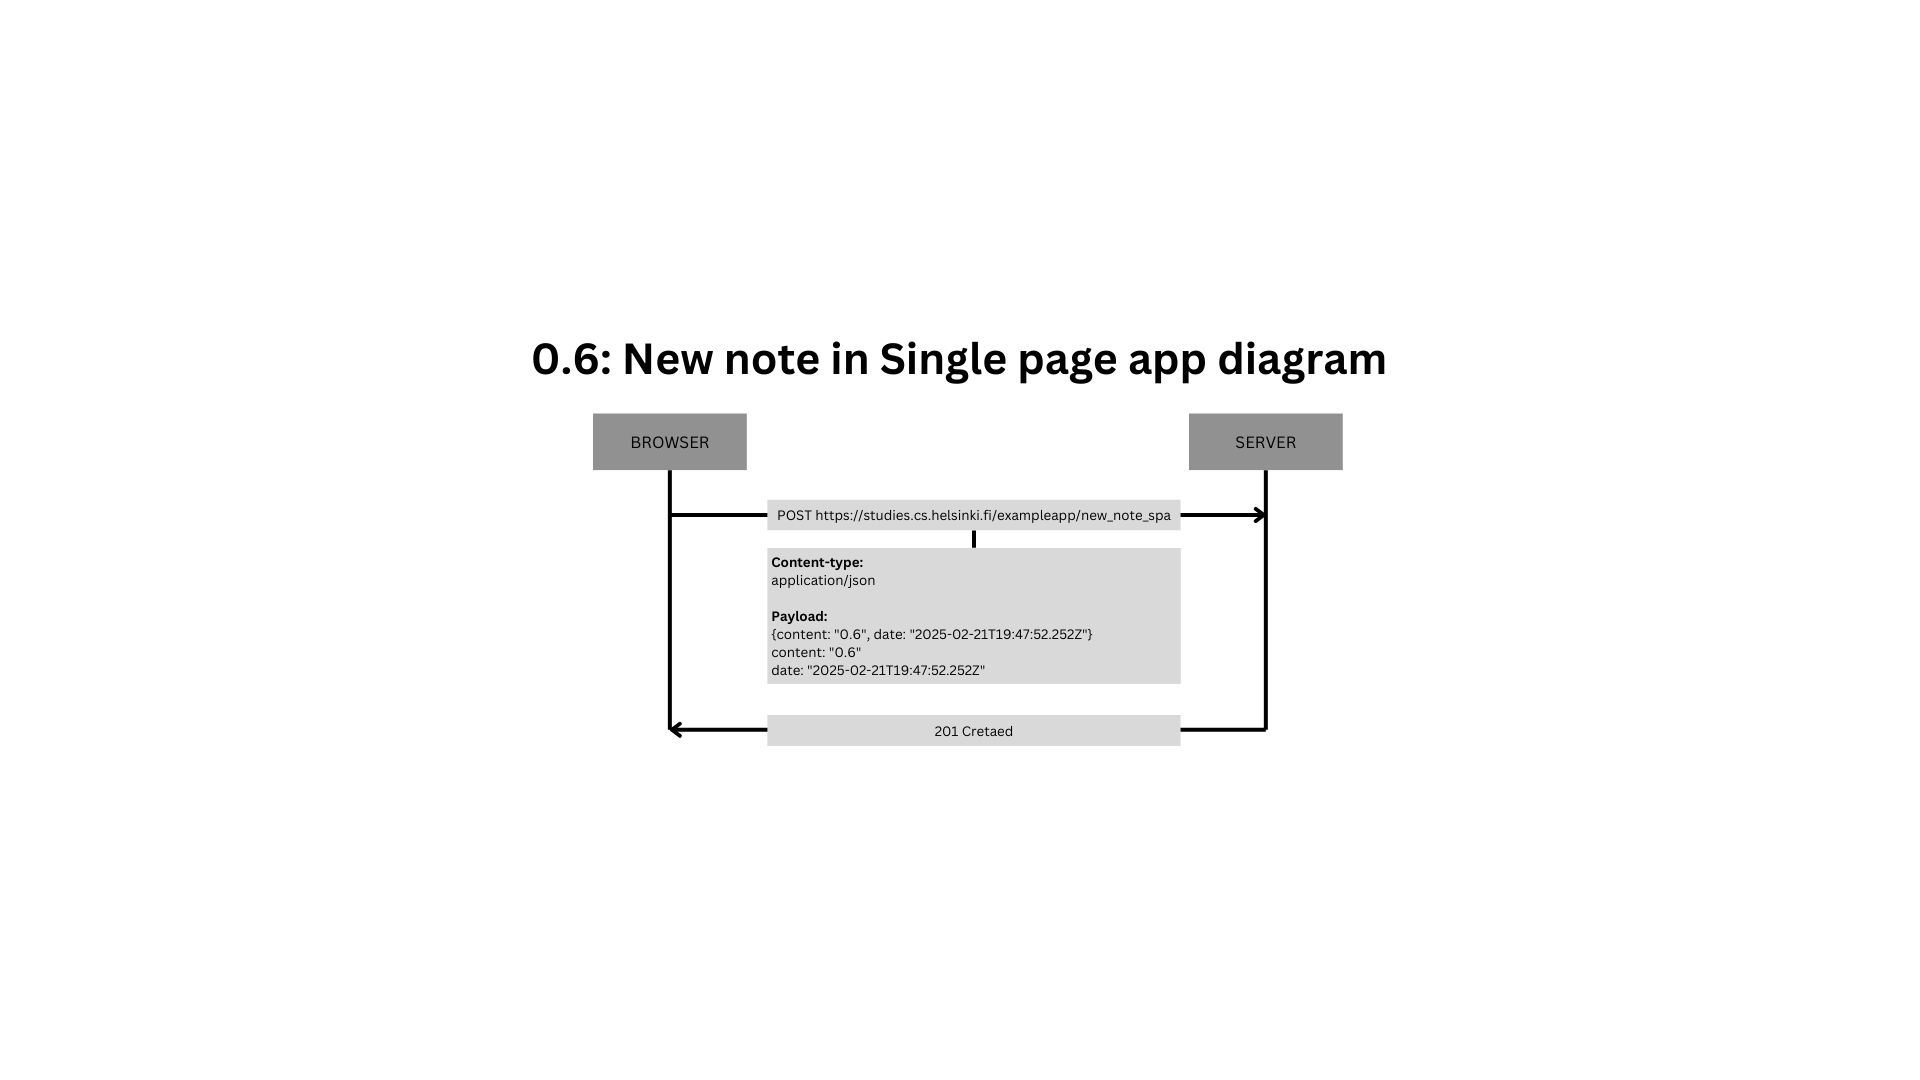 0.6: New note in Single page app diagram
BROWSER
SERVER
POST https://studies.cs.helsinki.fi/exampleapp/new_note_spa
Content-type:
application/json
Payload:
{content: "0.6", date: "2025-02-21T19:47:52.252Z"}
content: "0.6"
date: "2025-02-21T19:47:52.252Z"
201 Cretaed